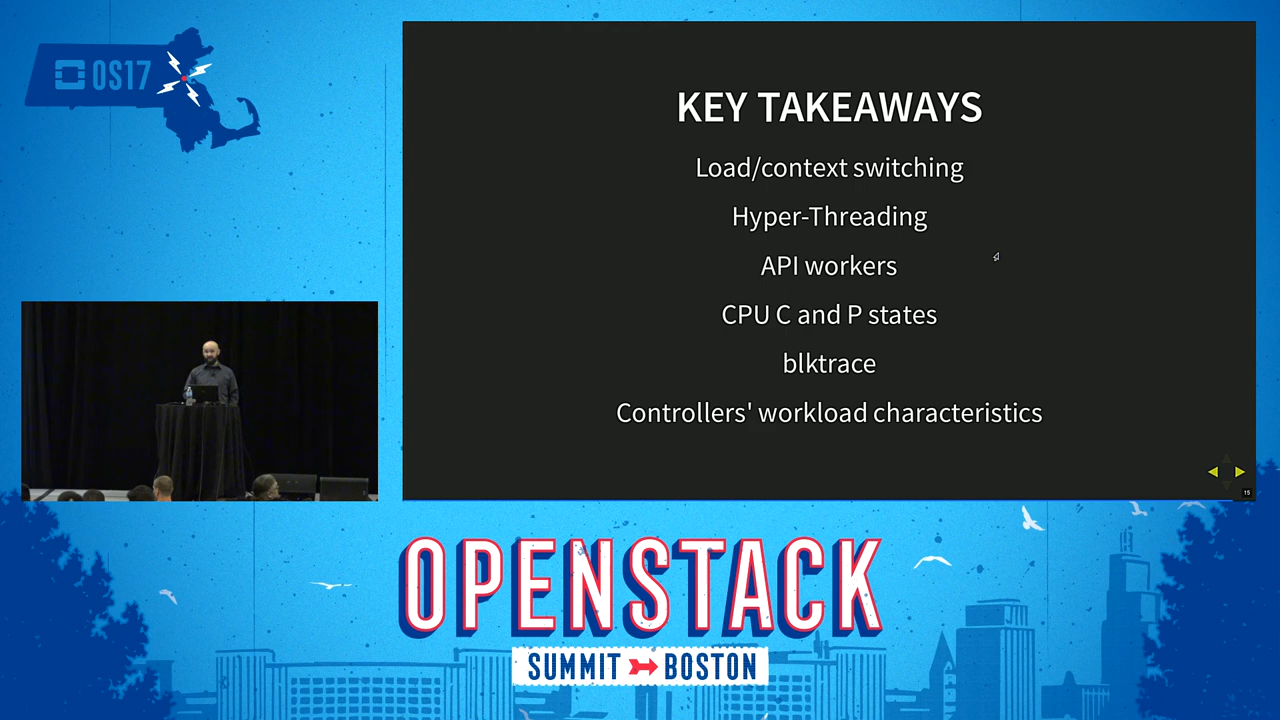 OS17
KEY TAKEAWAYS
Load/context switching
Hyper-Threading
API workers
CPU C and P states
blktrace
Controllers' workload characteristics
15
OPENSTACK
SUMMIT BOSTON